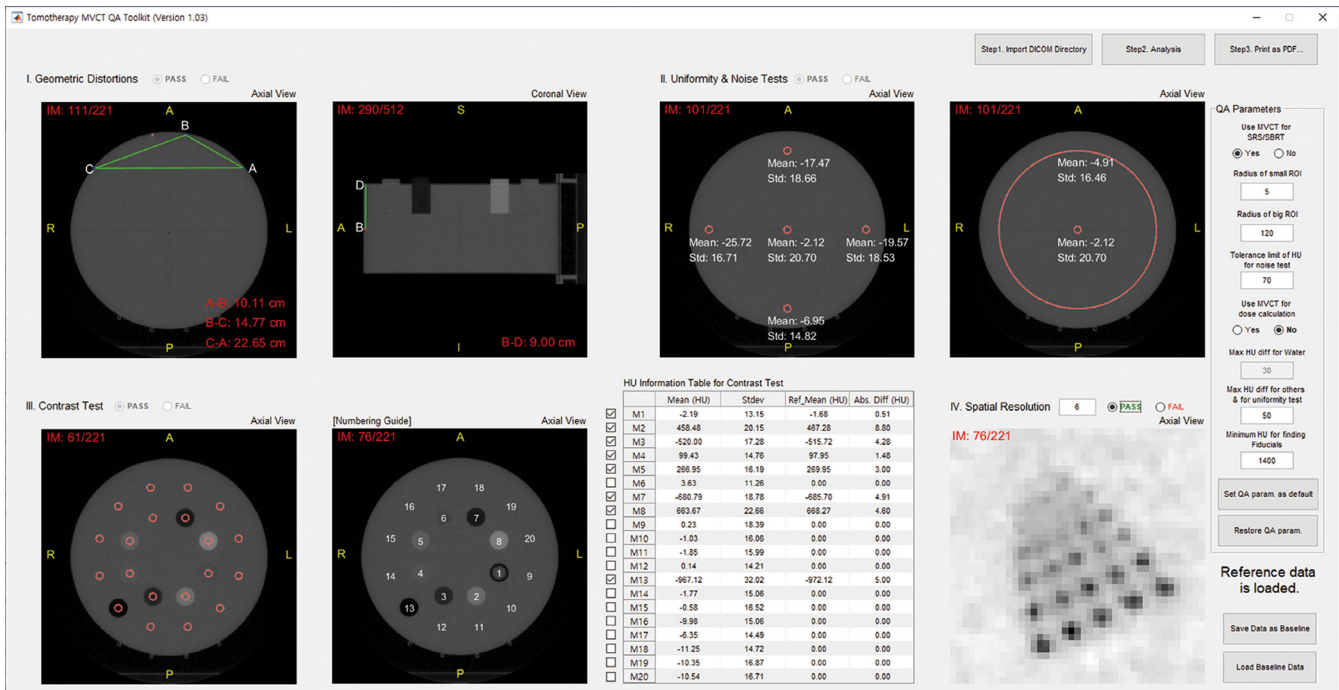 Tomotherapy MVCT QA Toolkit (Version 1.03)
Step1. Import DICOM Directory
Step2. Analysis
Step3. Print as PDF...
I. Geometric Distortions PASS FAIL
Axial View
IM: 111/221
A
B
C
A
R
L
A-B: 10.11 cm
B-C: 14.77 cm
C-A: 22.65 cm
P
Coronal View
IM: 290/512
S
D
A
B
P
I
B-D: 9.00 cm
II. Uniformity & Noise Tests PASS FAIL
Axial View
IM: 101/221
A
Mean: -17.47
Std: 18.66
R
L
Mean: -25.72
Std: 16.71
Mean: -2.12
Std: 20.70
Mean: -19.57
Std: 18.53
Mean: -6.95
Std: 14.82
P
Axial View
IM: 101/221
A
Mean: -4.91
Std: 16.46
R
L
Mean: -2.12
Std: 20.70
P
QA Parameters
Use MVCT for
SRS/SBRT
Yes No
Radius of small ROI
5
Radius of big ROI
120
Tolerance limit of HU
for noise test
70
Use MVCT for
dose calculation
Yes No
Max HU diff for Water
30
Max HU diff for others
& for uniformity test
50
Minimum HU for finding
Fiducials
1400
Set QA param. as default
Restore QA param.
Reference data
is loaded.
Save Data as Baseline
Load Baseline Data
III. Contrast Test PASS FAIL
Axial View
IM: 61/221
A
R
L
P
[Numbering Guide]
Axial View
IM: 76/221
A
17 18
16 19
6 7
15 5 8 20
R
L
14 4 1 9
3 2
13 10
12 11
P
HU Information Table for Contrast Test
Mean (HU) Stdev Ref_Mean (HU) Abs. Diff (HU)
M1 -2.19 13.15 -1.68 0.51
M2 458.48 20.15 467.28 8.80
M3 -520.00 17.28 -515.72 4.28
M4 99.43 14.76 97.95 1.48
M5 266.95 16.19 269.95 3.00
M6 3.63 11.26 0.00 0.00
M7 -680.79 18.78 -685.70 4.91
M8 663.67 22.66 668.27 4.60
M9 0.23 18.39 0.00 0.00
M10 -1.03 16.06 0.00 0.00
M11 -1.85 15.99 0.00 0.00
M12 0.14 14.21 0.00 0.00
M13 -967.12 32.02 -972.12 5.00
M14 -1.77 15.06 0.00 0.00
M15 -0.58 16.52 0.00 0.00
M16 -9.98 15.06 0.00 0.00
M17 -6.35 14.49 0.00 0.00
M18 -11.25 14.72 0.00 0.00
M19 -10.35 16.87 0.00 0.00
M20 -10.54 16.71 0.00 0.00
IV. Spatial Resolution 6 PASS FAIL
Axial View
IM: 76/221